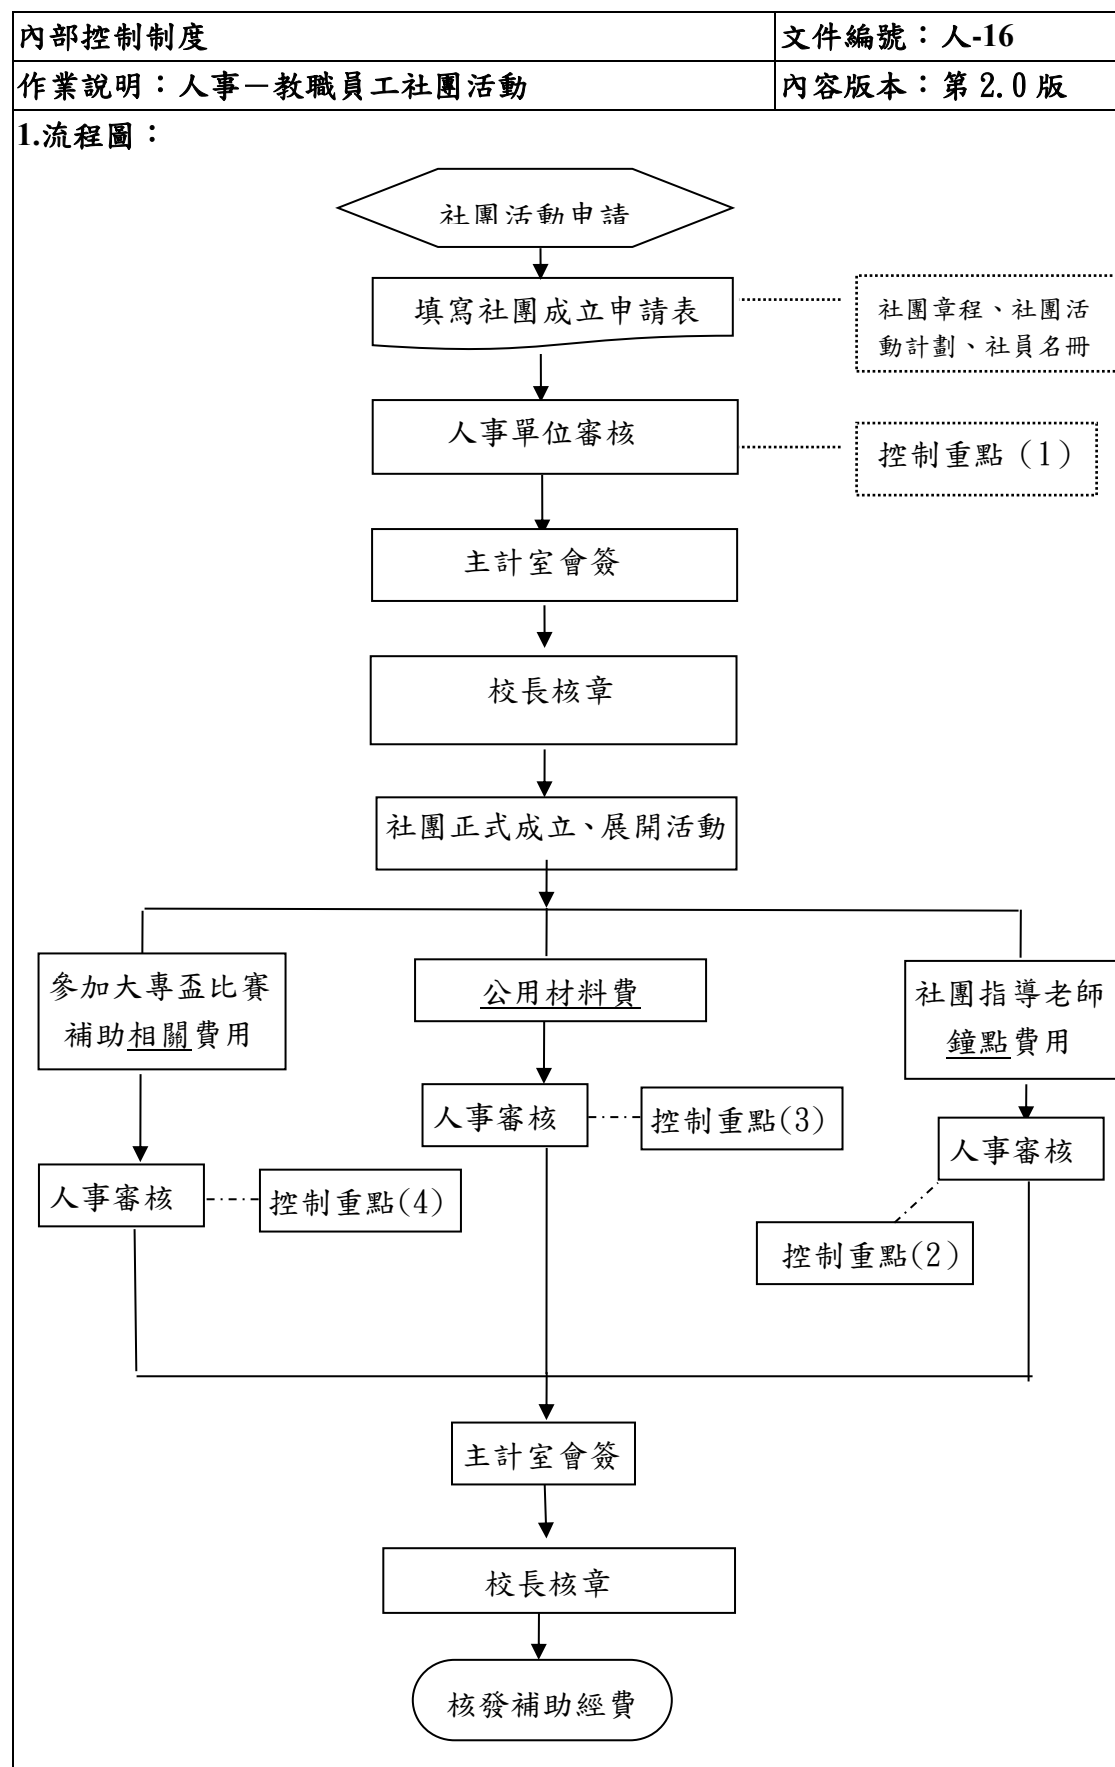 內部控制制度
文件編號：人-16
作業說明：人事－教職員工社團活動
內容版本：第 2.0 版
1.流程圖：
社團活動申請
填寫社團成立申請表
社團章程、社團活
動計劃、社員名冊
人事單位審核
控制重點（1）
主計室會簽
校長核章
社團正式成立、展開活動
參加大專盃比賽
補助相關費用
公用材料費
社團指導老師
鐘點費用
人事審核
控制重點(3)
人事審核
人事審核
控制重點(4)
控制重點(2)
主計室會簽
校長核章
核發補助經費